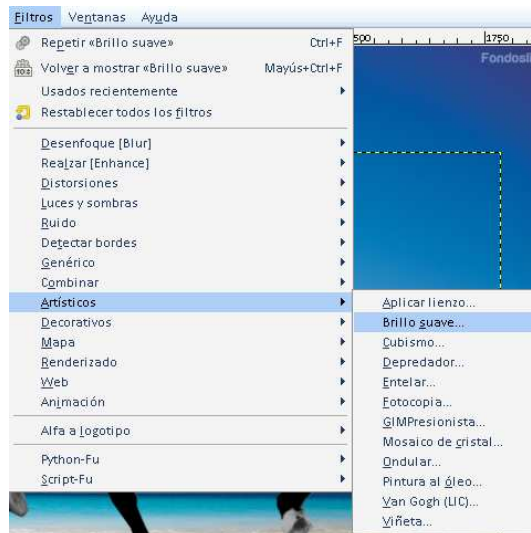 Filtros Ventanas Ayuda
Repetir «Brillo suave» Ctrl+F
Volver a mostrar «Brillo suave» Mayús+Ctrl+F
Usados recientemente
Restablecer todos los filtros
Desenfoque [Blur]
Realzar [Enhance]
Distorsiones
Luces y sombras
Ruido
Detectar bordes
Genérico
Combinar
Artísticos
Decorativos
Mapa
Renderizado
Web
Animación
Alfa a logotipo
Python-Fu
Script-Fu
Aplicar lienzo...
Brillo suave...
Cubismo...
Depredador...
Entelar...
Fotocopia...
GIMPresionista...
Mosaico de cristal...
Ondular...
Pintura al óleo...
Van Gogh (LIC)...
Viñeta...
1750